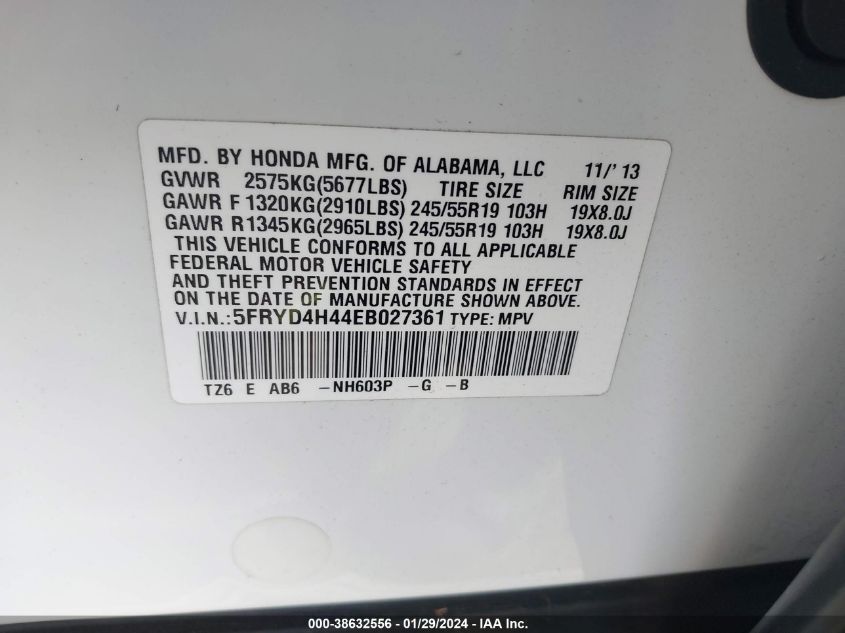 MFD. BY HONDA MFG. OF ALABAMA, LLC 11/' 13
GVWR 2575KG(5677LBS) TIRE SIZE RIM SIZE
GAWR F 1320KG(2910LBS) 245/55R19 103H 19X8.0J
GAWR R1345KG(2965LBS) 245/55R19 103H 19X8.0J
THIS VEHICLE CONFORMS TO ALL APPLICABLE
FEDERAL MOTOR VEHICLE SAFETY
AND THEFT PREVENTION STANDARDS IN EFFECT
ON THE DATE OF MANUFACTURE SHOWN ABOVE.
V.I.N.:5FRYD4H44EB027361 TYPE: MPV
TZ6 E AB6 -NH603P -G -B
000-38632556 - 01/29/2024 - IAA Inc.